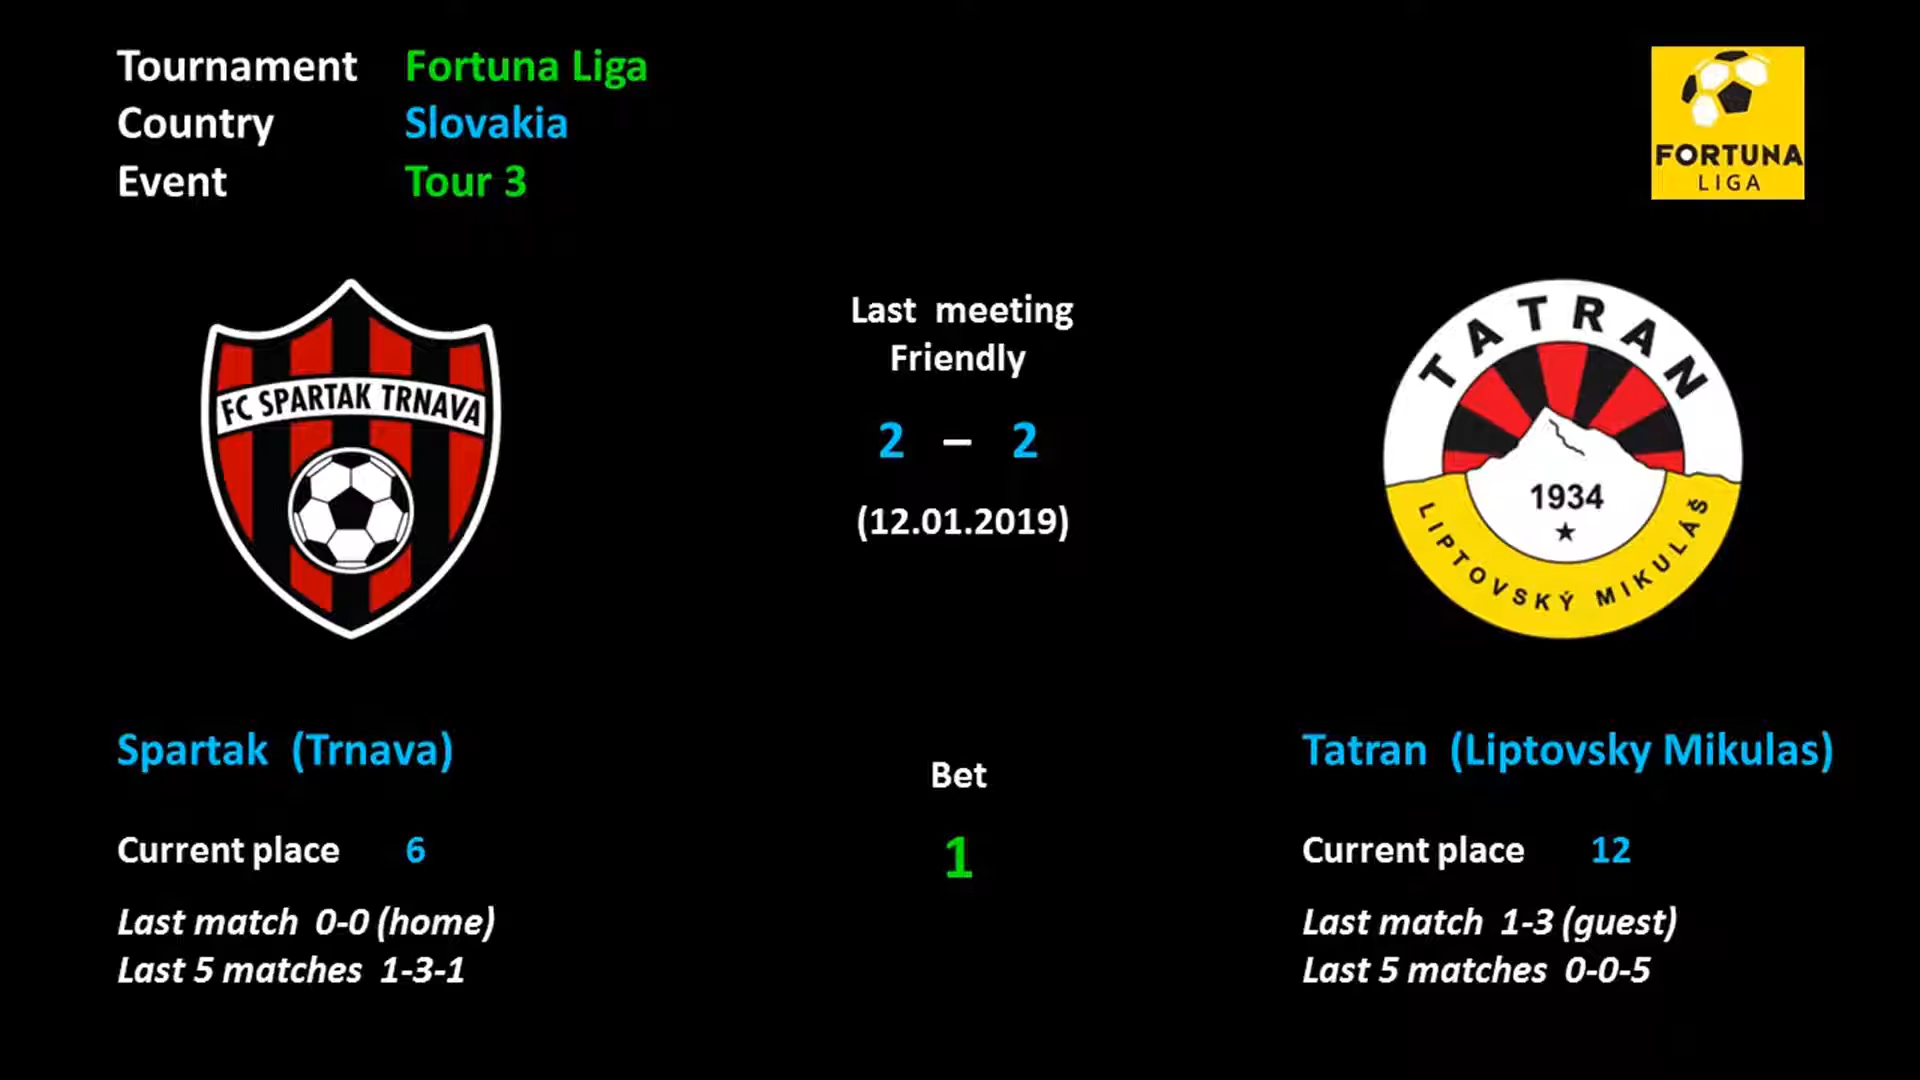 Tournament Fortuna Liga
Country Slovakia
Event Tour 3
FORTUNA
LIGA
Last meeting
Friendly
2 – 2
(12.01.2019)
FC SPARTAK TRNAVA
TATRAN
1934
LIPTOVSKÝ MIKULÁŠ
Spartak (Trnava)
Bet
Tatran (Liptovsky Mikulas)
Current place 6
1
Current place 12
Last match 0-0 (home)
Last match 1-3 (guest)
Last 5 matches 1-3-1
Last 5 matches 0-0-5